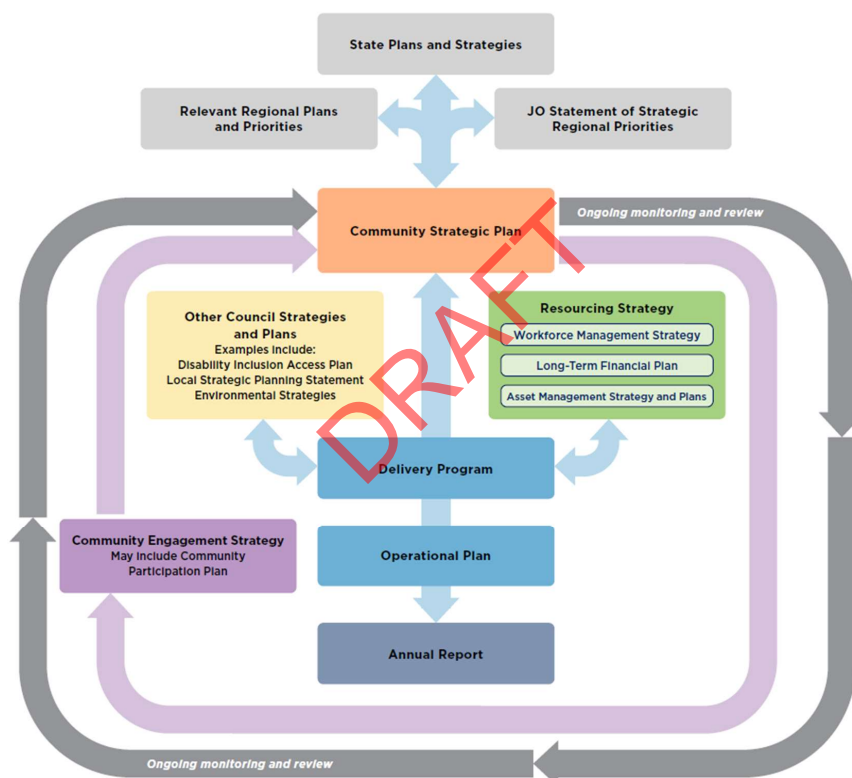 State Plans and Strategies
Relevant Regional Plans
and Priorities
JO Statement of Strategic
Regional Priorities
Ongoing monitoring and review
Community Strategic Plan
Other Council Strategies
and Plans
Examples include:
Disability Inclusion Access Plan
Local Strategic Planning Statement
Environmental Strategies
Resourcing Strategy
Workforce Management Strategy
Long-Term Financial Plan
Asset Management Strategy and Plans
DRAFT
Delivery Program
Community Engagement Strategy
May include Community
Participation Plan
Operational Plan
Annual Report
Ongoing monitoring and review